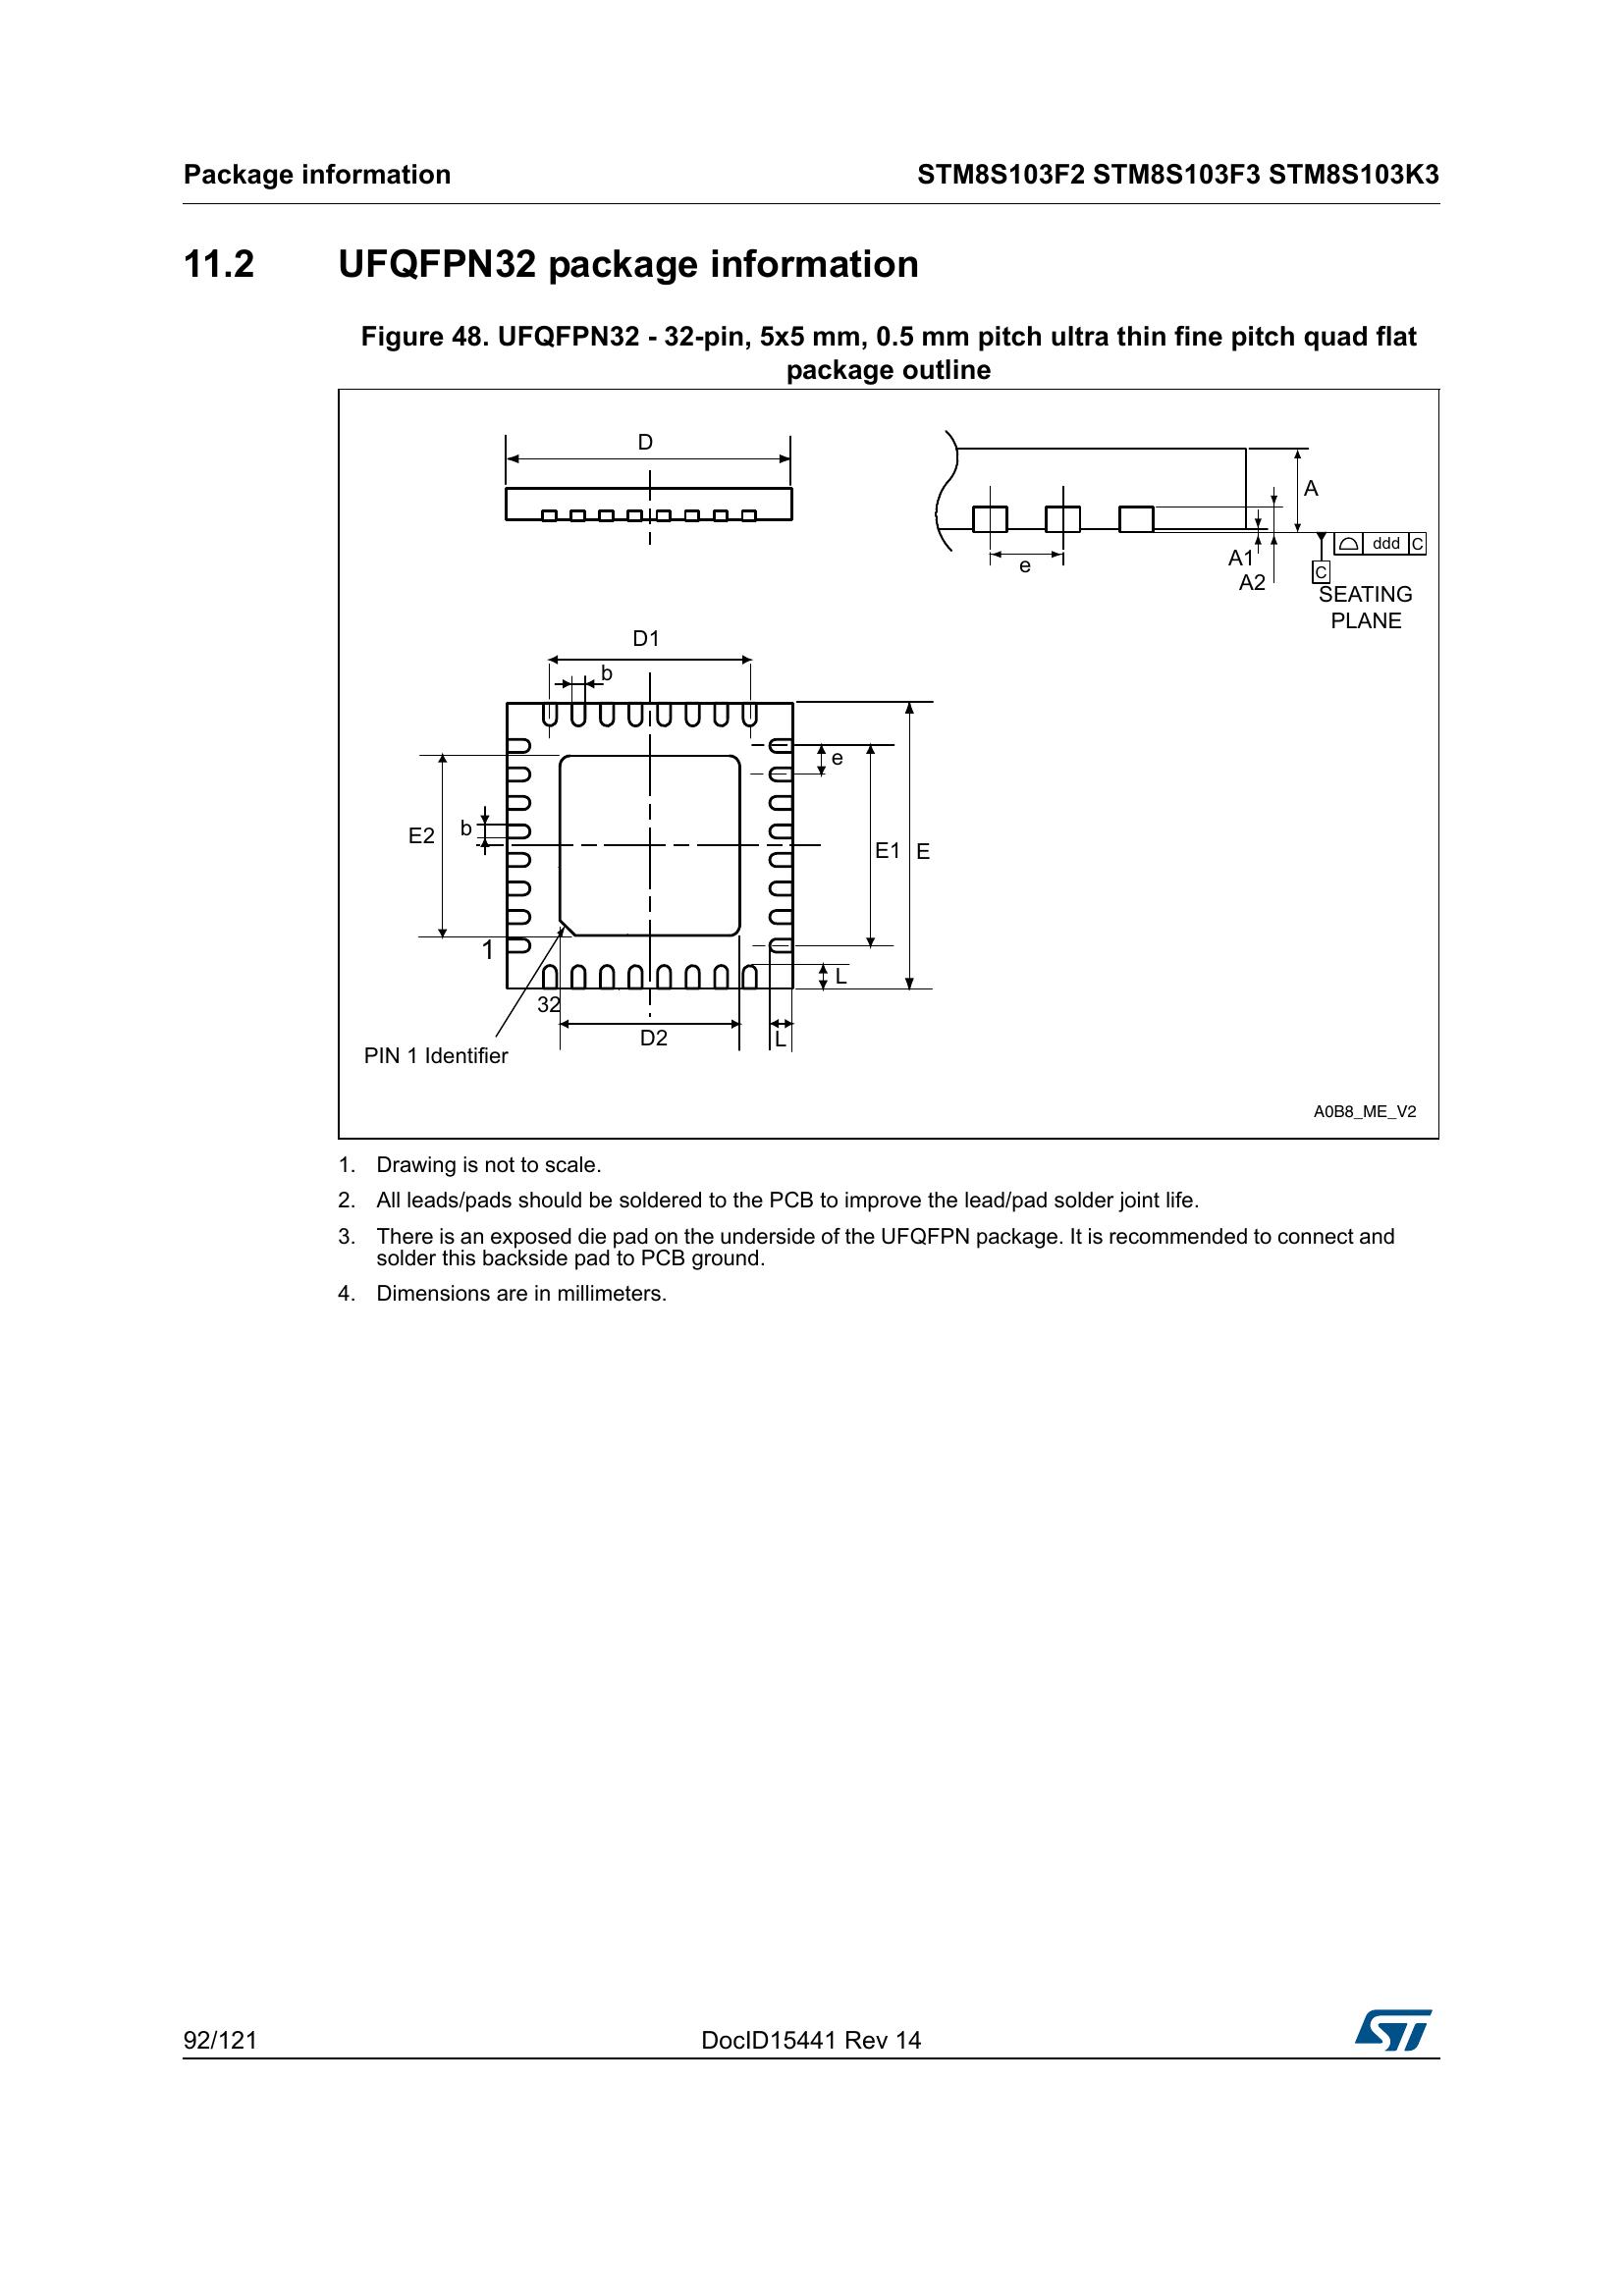 Package information
STM8S103F2 STM8S103F3 STM8S103K3
11.2 UFQFPN32 package information
Figure 48. UFQFPN32 - 32-pin, 5x5 mm, 0.5 mm pitch ultra thin fine pitch quad flat
package outline
D
A
e
A1
A2
ddd C
C
SEATING
PLANE
D1
b
e
E2
b
E1 E
1
L
32
D2
L
PIN 1 Identifier
A0B8_ME_V2
1. Drawing is not to scale.
2. All leads/pads should be soldered to the PCB to improve the lead/pad solder joint life.
3. There is an exposed die pad on the underside of the UFQFPN package. It is recommended to connect and
solder this backside pad to PCB ground.
4. Dimensions are in millimeters.
92/121
DocID15441 Rev 14
ST